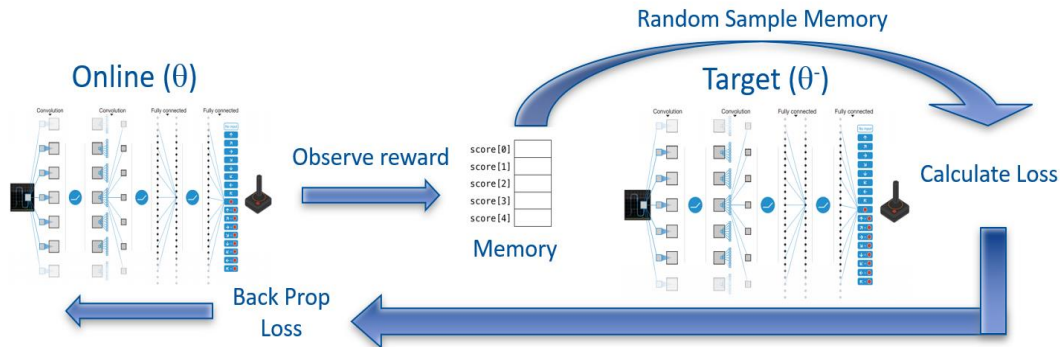 Random Sample Memory
Online (θ)
Target (θ-)
Convolution
Convolution
Fully connected
Fully connected
Convolution
Convolution
Fully connected
Fully connected
Observe reward
score[0]
score[1]
score[2]
score[3]
score[4]
Memory
Calculate Loss
Back Prop
Loss